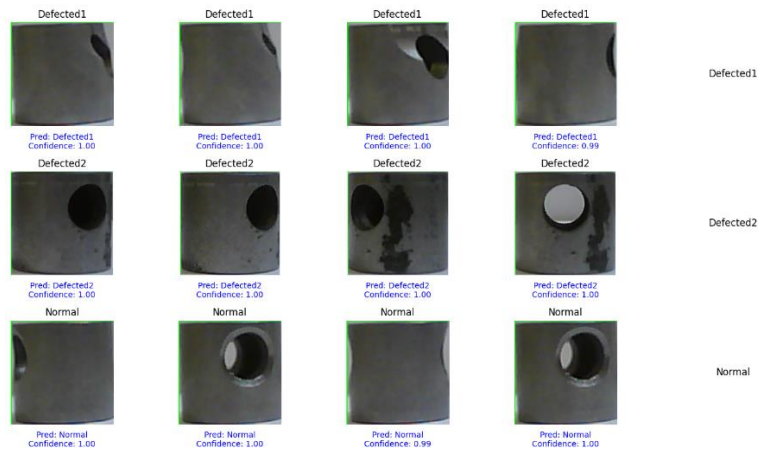 Defected1 Defected1 Defected1 Defected1
Defected1
Pred: Defected1 Pred: Defected1 Pred: Defected1 Pred: Defected1
Confidence: 1.00 Confidence: 1.00 Confidence: 1.00 Confidence: 0.99
Defected2 Defected2 Defected2 Defected2
Defected2
Pred: Defected2 Pred: Defected2 Pred: Defected2 Pred: Defected2
Confidence: 1.00 Confidence: 1.00 Confidence: 1.00 Confidence: 1.00
Normal Normal Normal Normal
Normal
Pred: Normal Pred: Normal Pred: Normal Pred: Normal
Confidence: 1.00 Confidence: 1.00 Confidence: 0.99 Confidence: 1.00